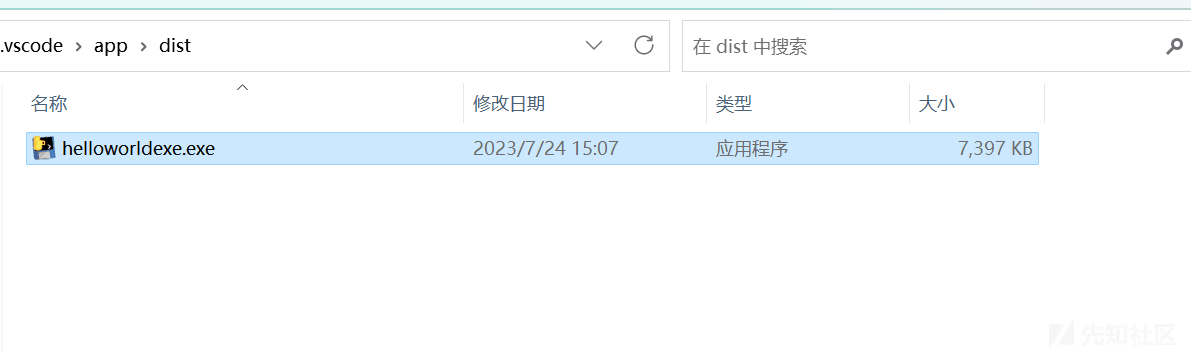 .vscode > app > dist
在 dist 中搜索
名称 修改日期 类型 大小
helloworldexe.exe 2023/7/24 15:07 应用程序 7,397 KB
先知社区